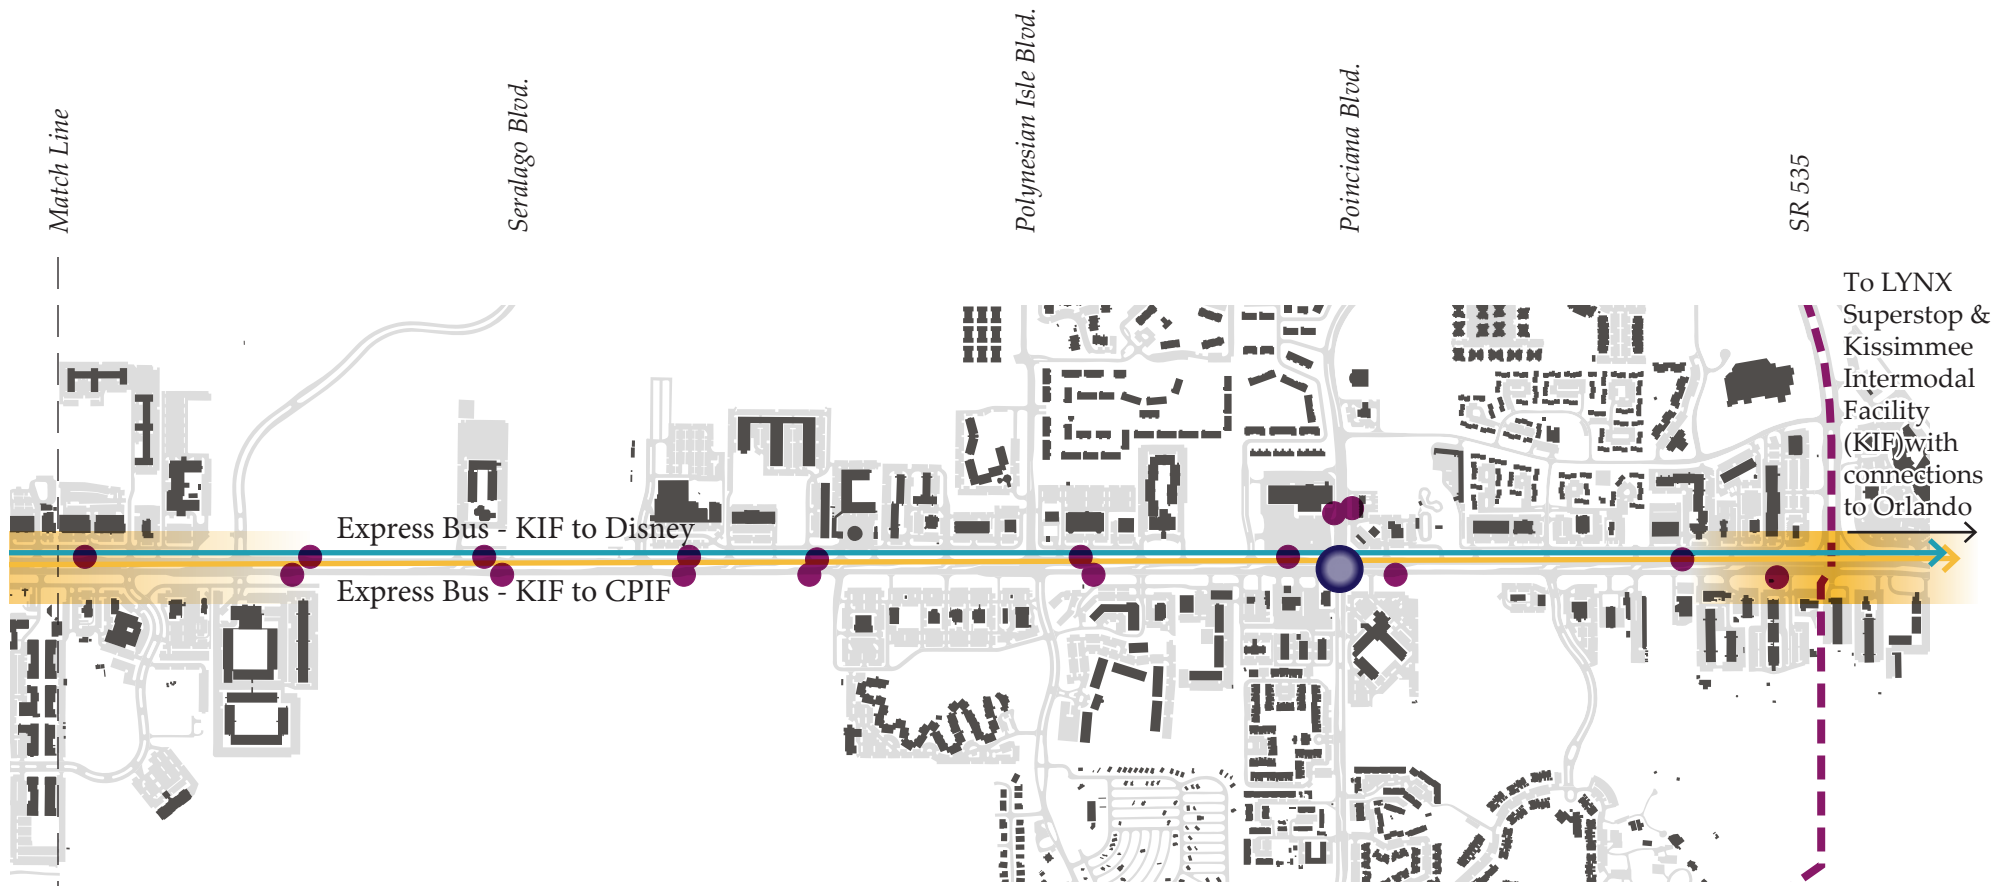 Match Line
Seralago Blvd.
Polynesian Isle Blvd.
Poinciana Blvd.
SR 535
To LYNX
Superstop &
Kissimmee
Intermodal
Facility
(KIF)with
connections
to Orlando
Express Bus - KIF to Disney
Express Bus - KIF to CPIF